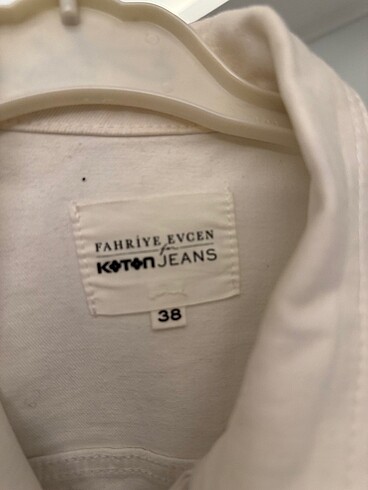 FAHRİYE EVCEN
for
KOTON JEANS
38